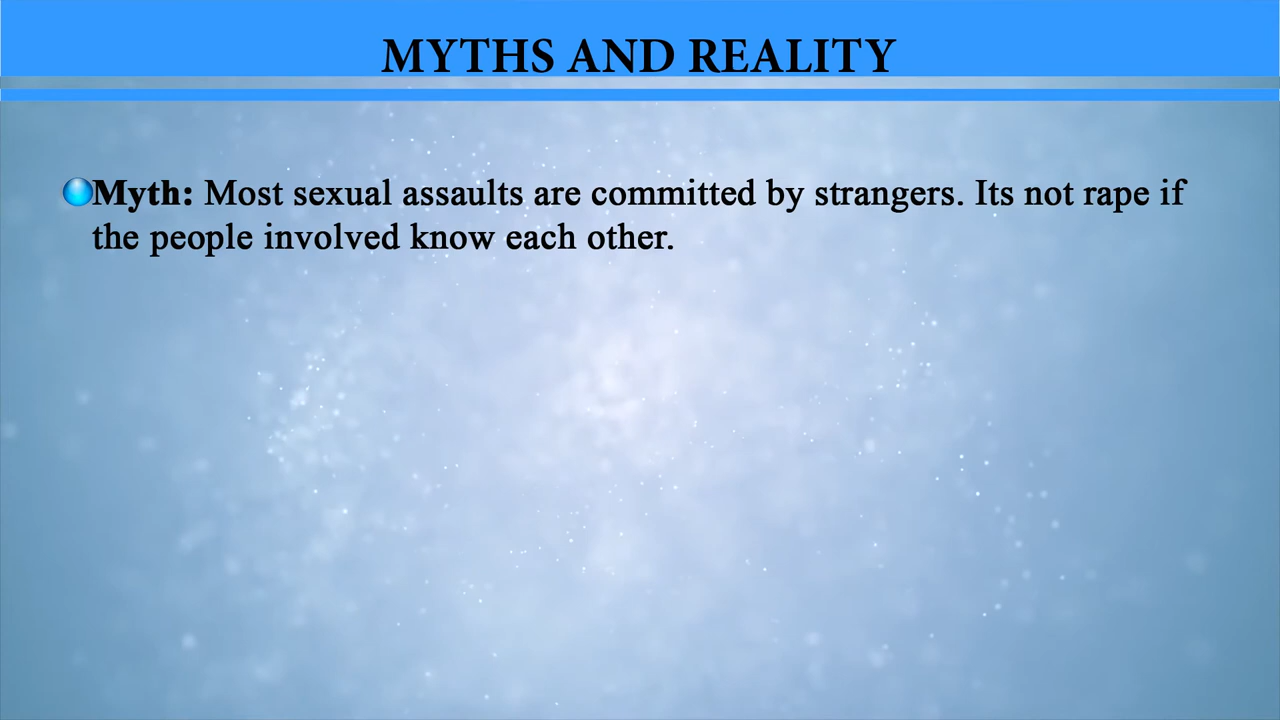 MYTHS AND REALITY
Myth: Most sexual assaults are committed by strangers. Its not rape if
the people involved know each other.